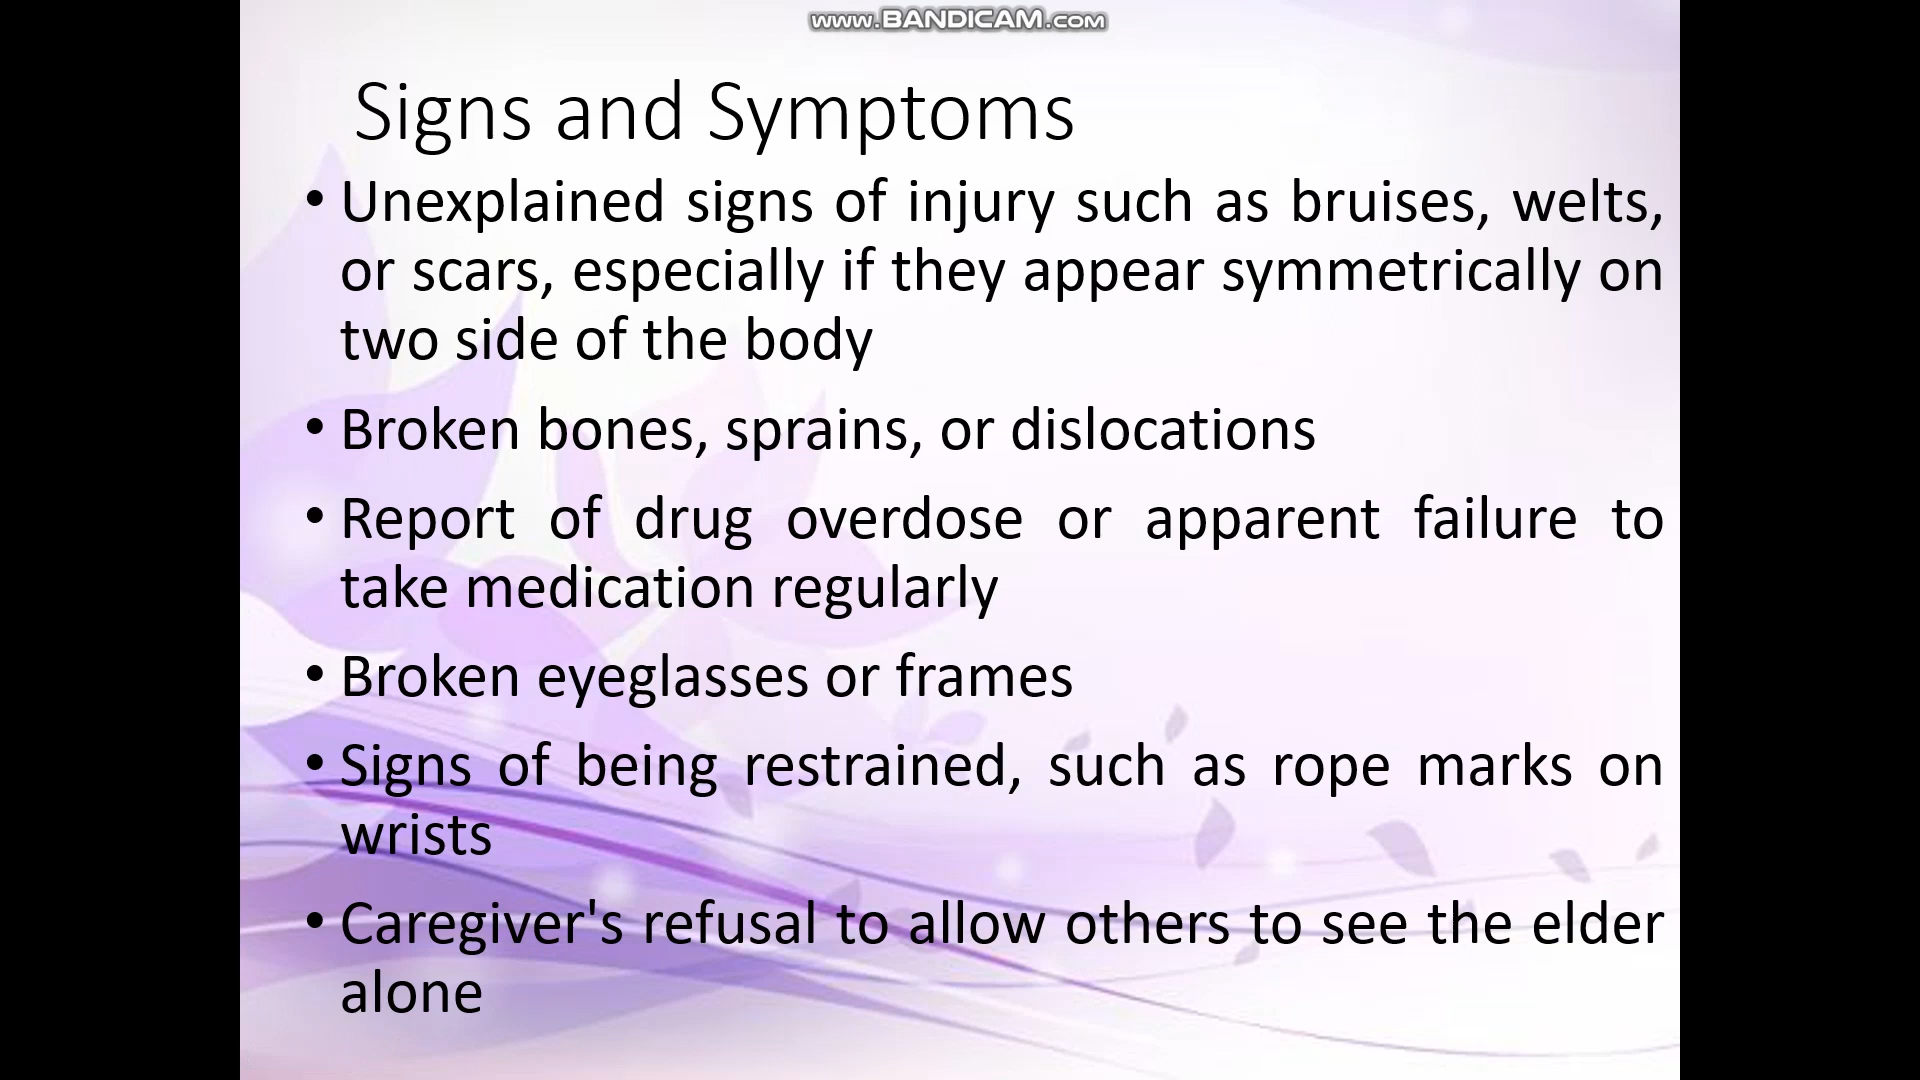 www.BANDICAM.com
Signs and Symptoms
• Unexplained signs of injury such as bruises, welts,
or scars, especially if they appear symmetrically on
two side of the body
• Broken bones, sprains, or dislocations
• Report of drug overdose or apparent failure to
take medication regularly
• Broken eyeglasses or frames
• Signs of being restrained, such as rope marks on
wrists
• Caregiver's refusal to allow others to see the elder
alone